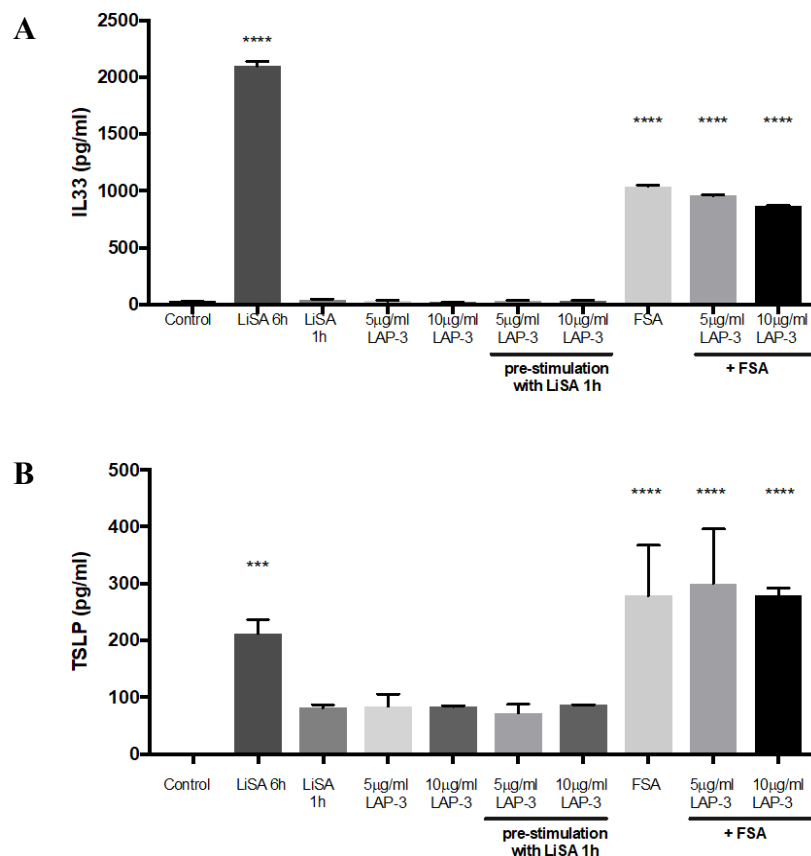 A
2500
2000
1500
1000
500
0
IL33 (pg/ml)
****
**** **** ****
Control LiSA 6h LiSA 1h 5µg/ml LAP-3 10µg/ml LAP-3 5µg/ml LAP-3 10µg/ml LAP-3 FSA 5µg/ml LAP-3 10µg/ml LAP-3
pre-stimulation
with LiSA 1h
+ FSA
B
500
400
300
200
100
0
TSLP (pg/ml)
***
**** **** ****
Control LiSA 6h LiSA 1h 5µg/ml LAP-3 10µg/ml LAP-3 5µg/ml LAP-3 10µg/ml LAP-3 FSA 5µg/ml LAP-3 10µg/ml LAP-3
pre-stimulation
with LiSA 1h
+ FSA